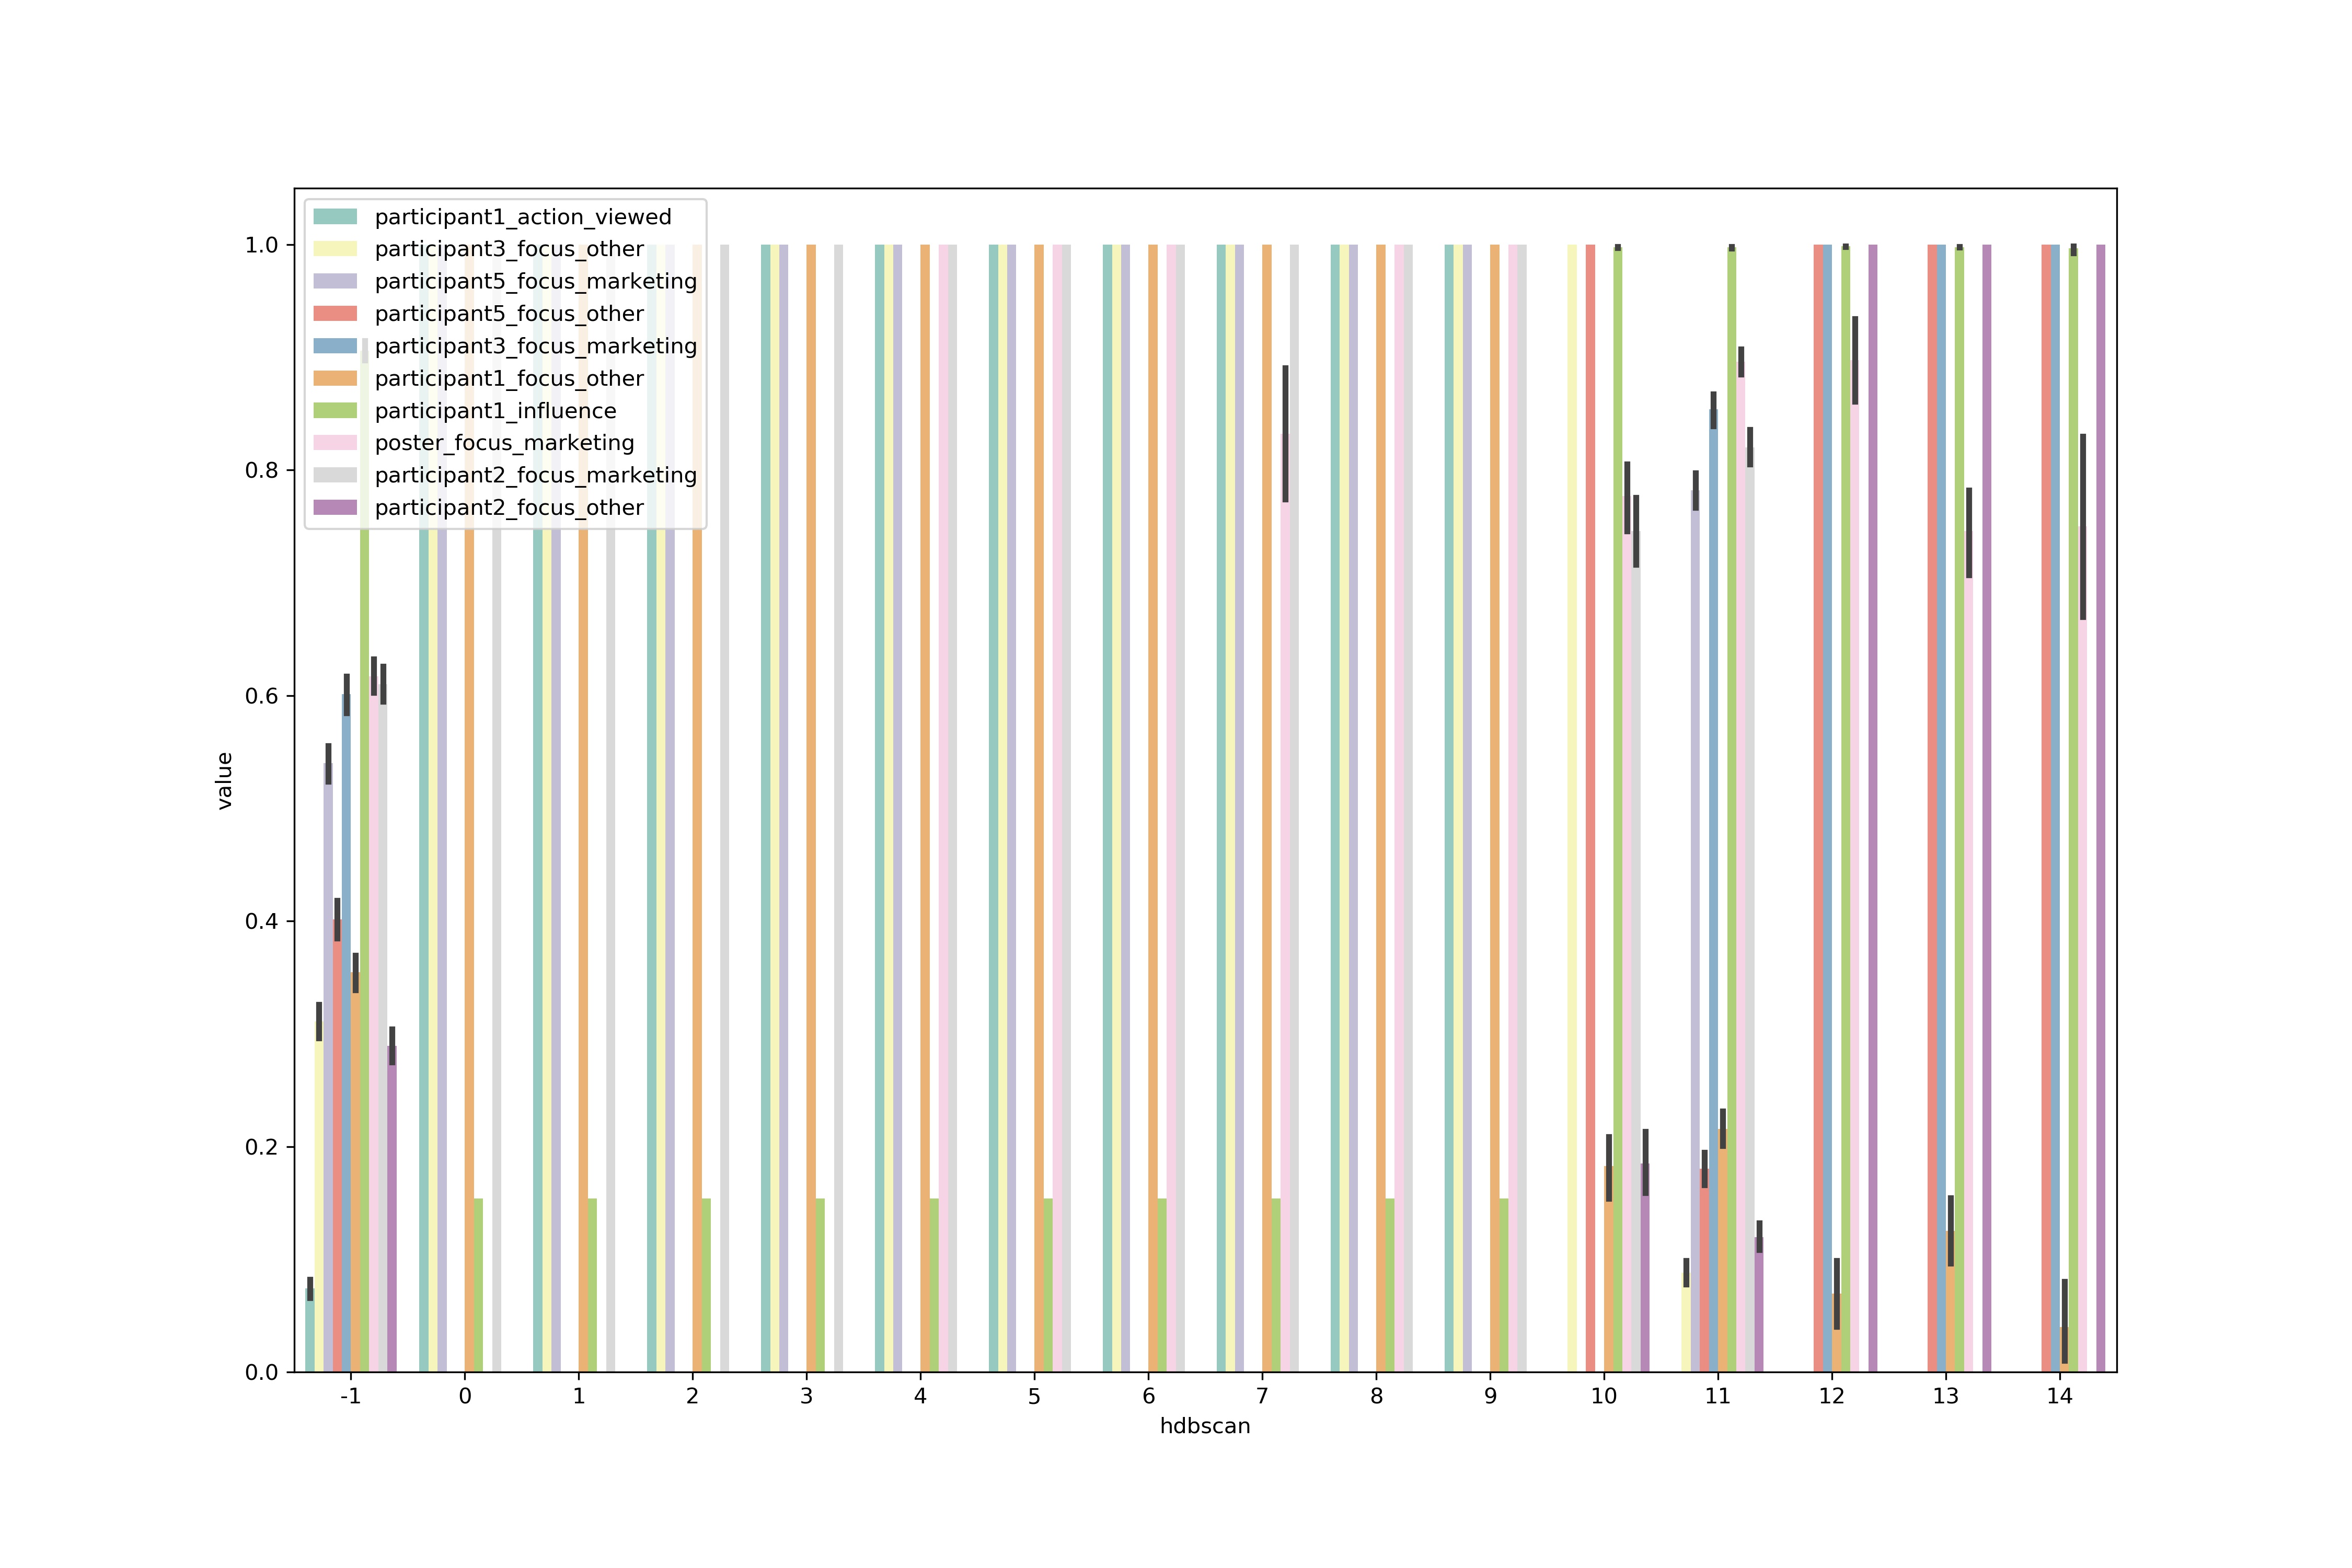 participant1_action_viewed
participant3_focus_other
participant5_focus_marketing
participant5_focus_other
participant3_focus_marketing
participant1_focus_other
participant1_influence
poster_focus_marketing
participant2_focus_marketing
participant2_focus_other
1.0
0.8
0.6
0.4
0.2
0.0
value
-1 0 1 2 3 4 5 6 7 8 9 10 11 12 13 14
hdbscan